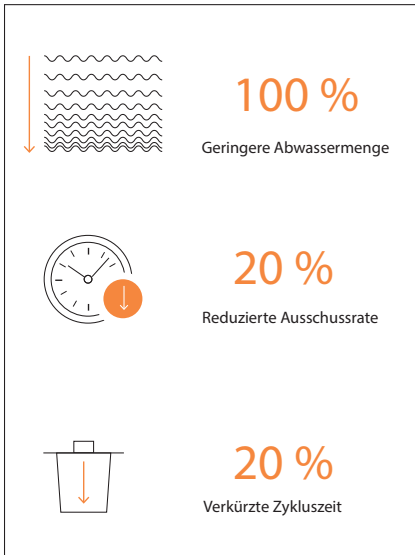 100 %
Geringere Abwassermenge
20 %
Reduzierte Ausschussrate
20 %
Verkürzte Zykluszeit